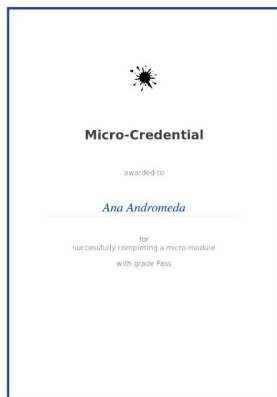 Micro-Credential
awarded to
Ana Andromeda
for
successfully completing a micro-module
with grade Pass